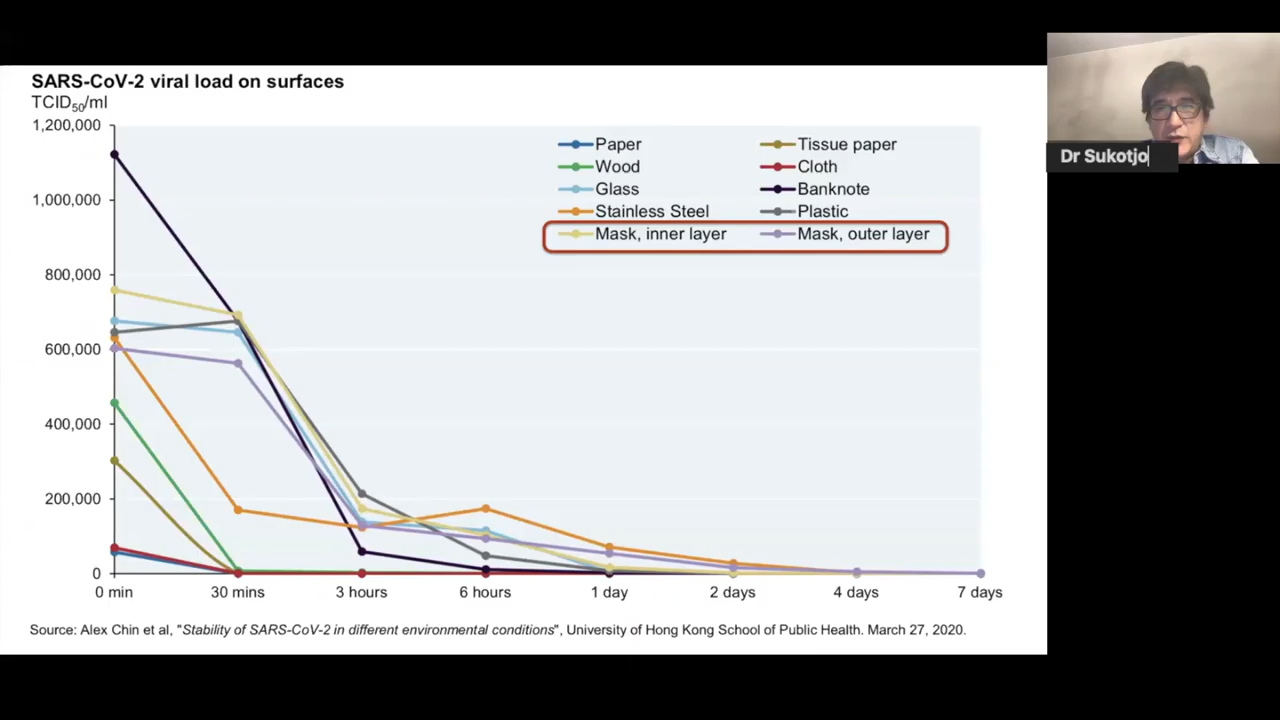 SARS-CoV-2 viral load on surfaces
TCID50/ml
1,200,000
1,000,000
800,000
600,000
400,000
200,000
0
Paper
Tissue paper
Wood
Cloth
Glass
Banknote
Stainless Steel
Plastic
Mask, inner layer
Mask, outer layer
0 min
30 mins
3 hours
6 hours
1 day
2 days
4 days
7 days
Source: Alex Chin et al, "Stability of SARS-CoV-2 in different environmental conditions", University of Hong Kong School of Public Health. March 27, 2020.
Dr Sukotjo